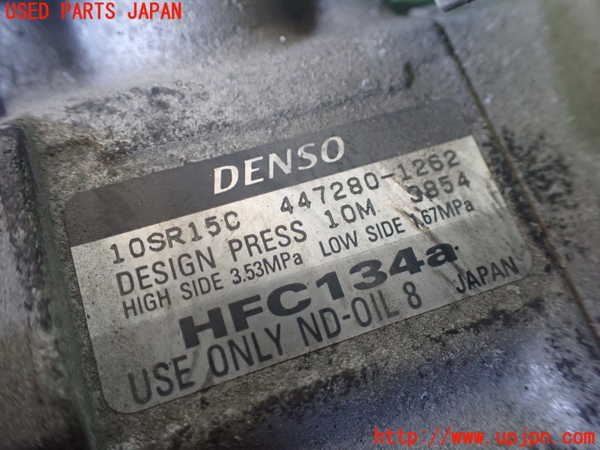 USED PARTS JAPAN
DENSO
10SR15C 447280-1262
DESIGN PRESS 10M 3854
HIGH SIDE 3.53MPa LOW SIDE 1.67MPa
HFC134a
USE ONLY ND-OIL 8 JAPAN
http://www.upjpn.com